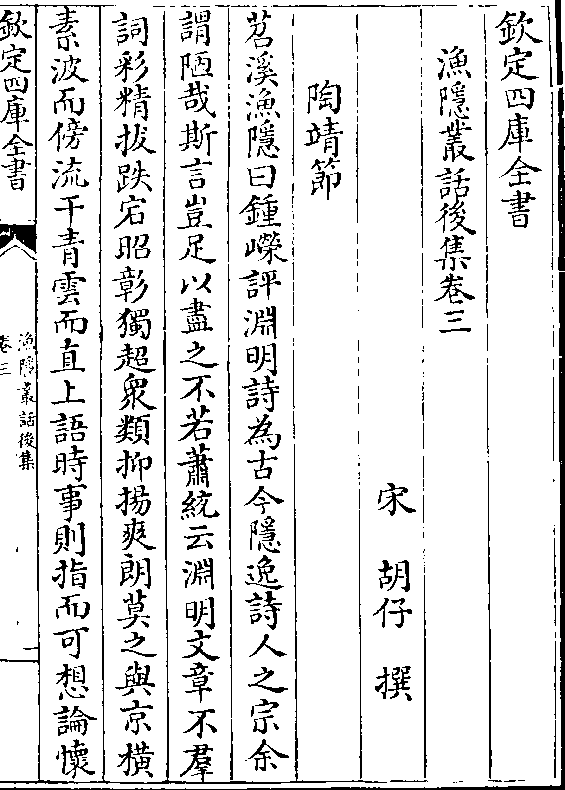 欽定四庫全書
漁隱叢話後集卷三
宋 胡仔 撰
陶靖節
苕溪漁隱曰鍾嶸評淵明詩為古今隱逸詩人之宗余
謂陋哉斯言豈足以盡之不若蕭統云淵明文章不羣
詞彩精拔跌宕昭彰獨超衆類抑揚爽朗莫之與京橫
素波而傍流干青雲而直上語時事則指而可想論懷
欽定四庫全書
漁隱叢話後集
卷三
一